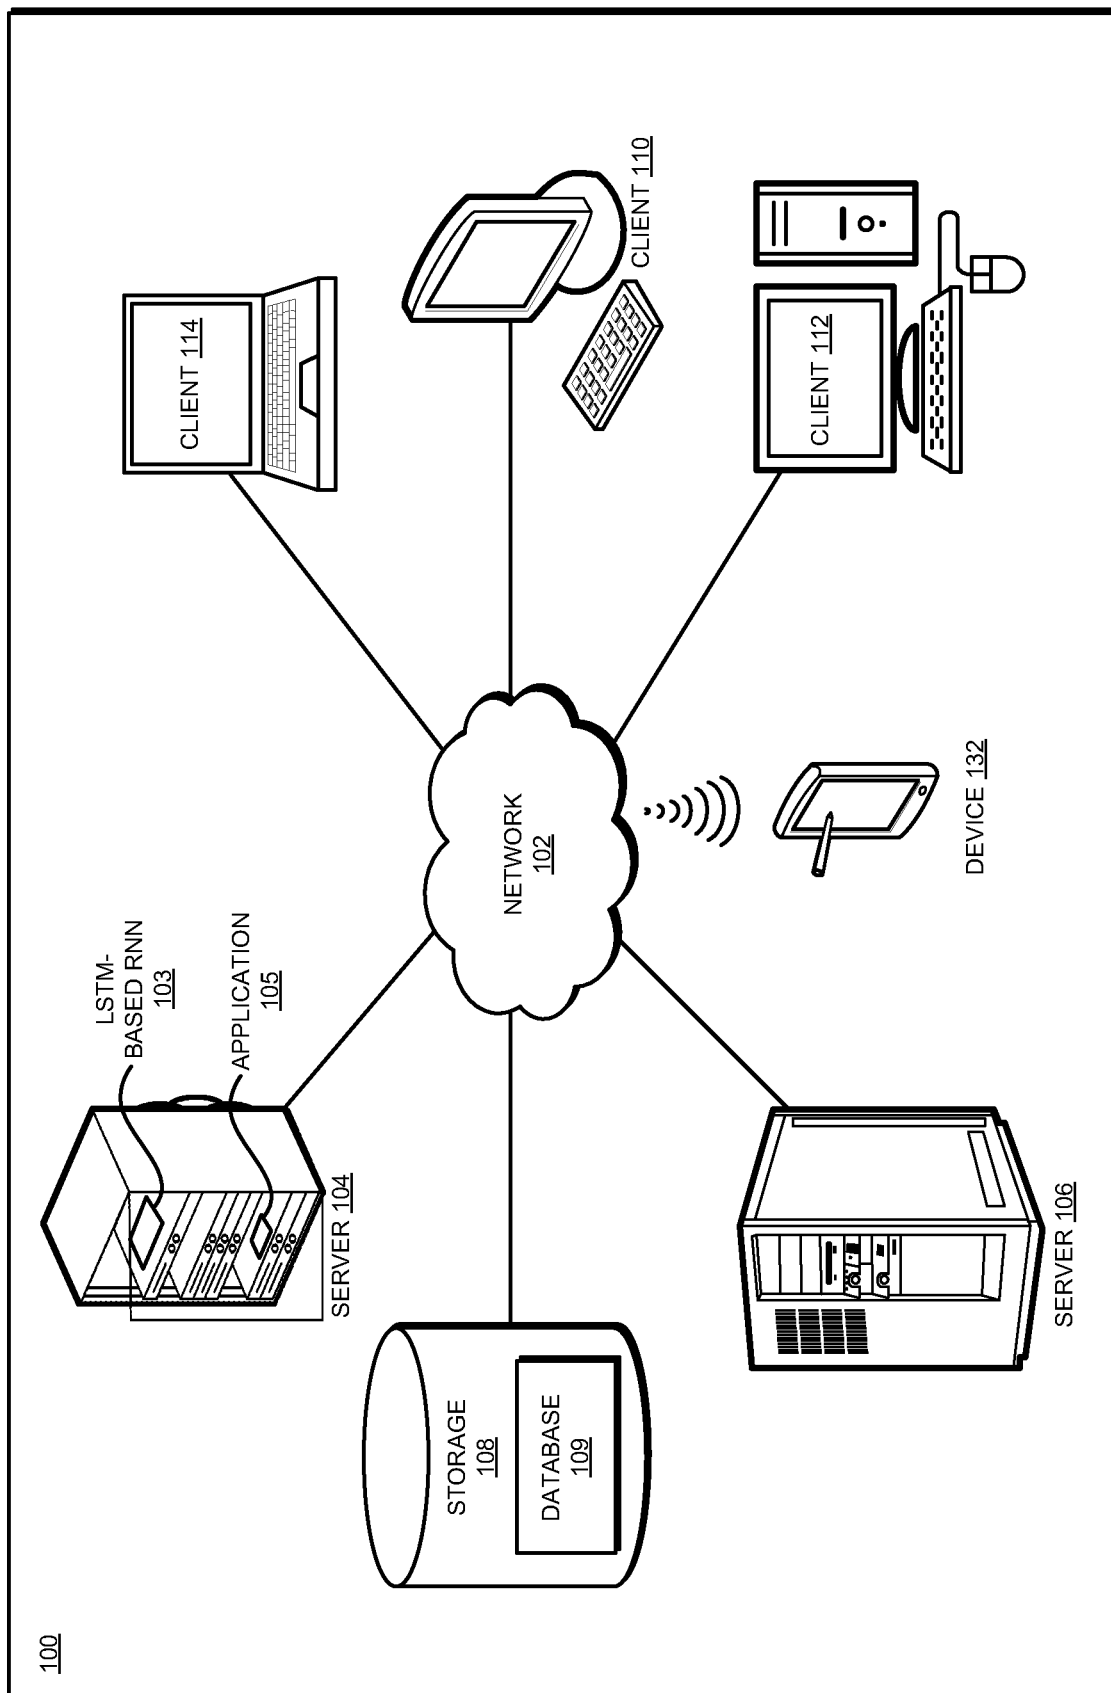 100
LSTM-
BASED RNN
103
APPLICATION
105
SERVER 104
CLIENT 114
STORAGE
108
DATABASE
109
NETWORK
102
CLIENT 110
SERVER 106
DEVICE 132
CLIENT 112